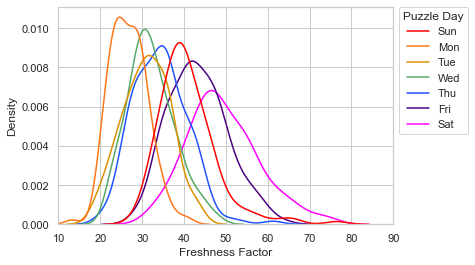 Puzzle Day
Sun
Mon
Tue
Wed
Thu
Fri
Sat
0.010
0.008
0.006
0.004
0.002
0.000
Density
10 20 30 40 50 60 70 80 90
Freshness Factor